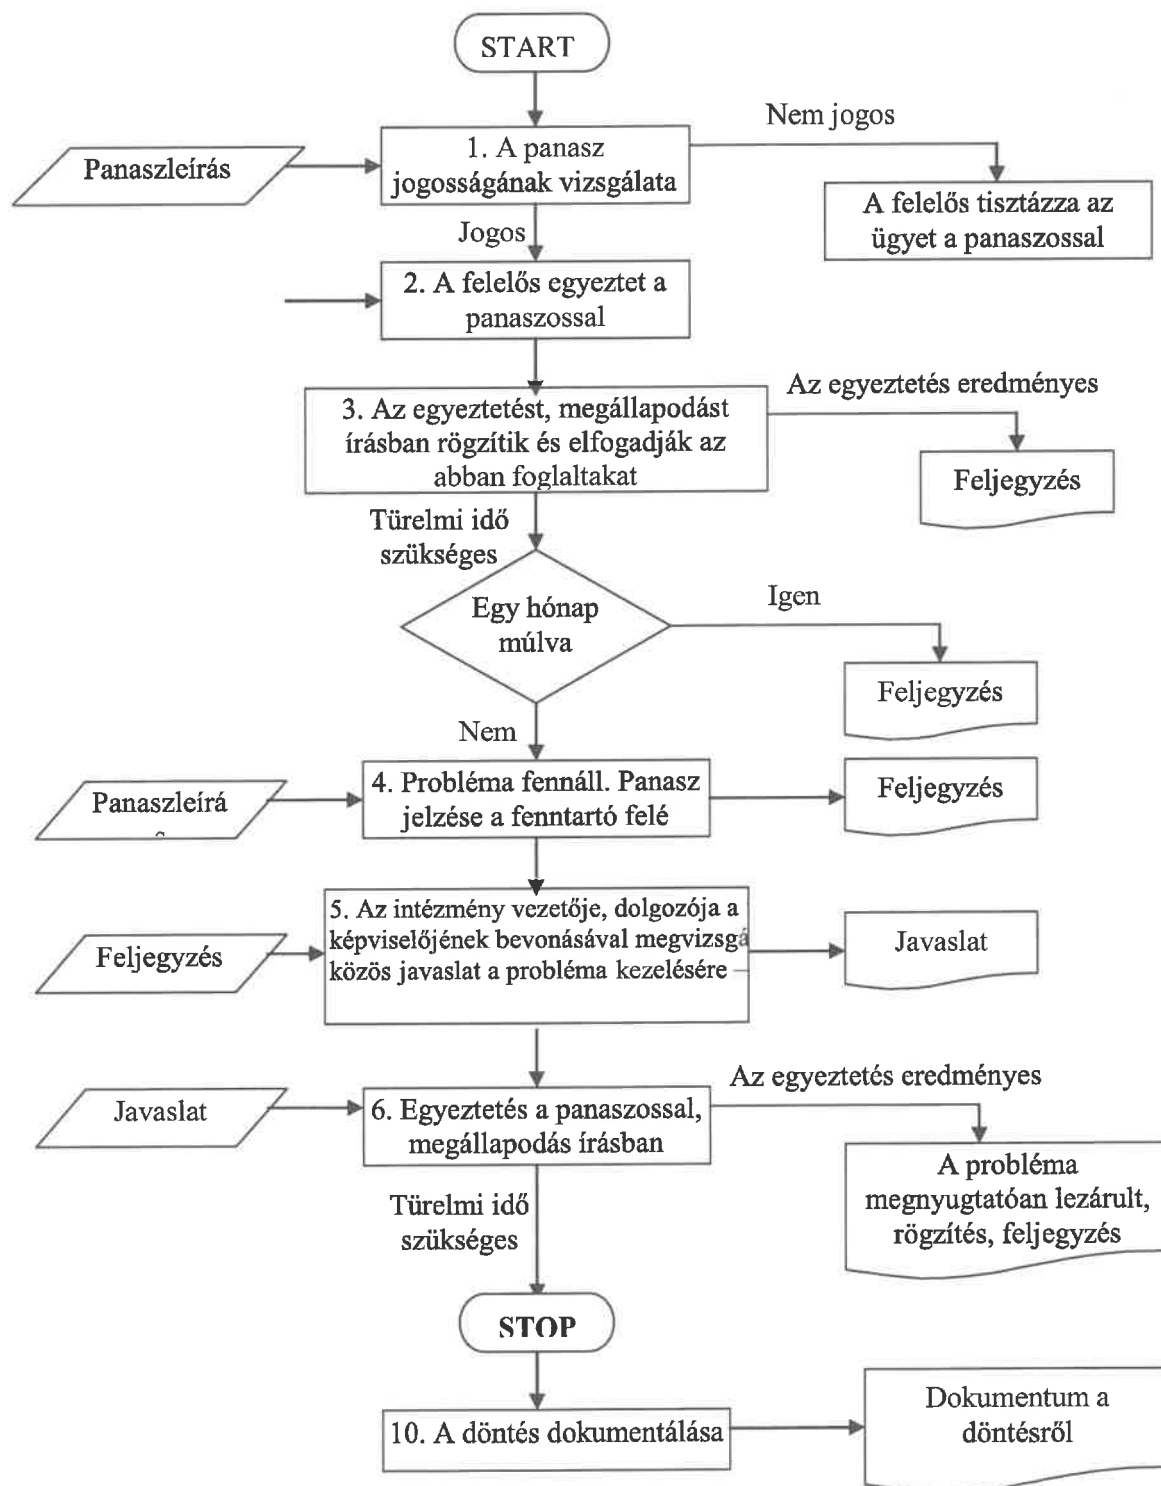 START
Nem jogos
Panaszleírás
1. A panasz
jogosságának vizsgálata
A felelős tisztázza az
ügyet a panaszossal
Jogos
2. A felelős egyeztet a
panaszossal
Az egyeztetés eredményes
3. Az egyeztetést, megállapodást
írásban rögzítik és elfogadják az
abban foglaltakat
Feljegyzés
Türelmi idő
szükséges
Egy hónap
múlva
Igen
Feljegyzés
Nem
Panaszleírá
4. Probléma fennáll. Panasz
jelzése a fenntartó felé
Feljegyzés
5. Az intézmény vezetője, dolgozója a
képviselőjének bevonásával megvizsgá
közös javaslat a probléma kezelésére –
Feljegyzés
Javaslat
Az egyeztetés eredményes
Javaslat
6. Egyeztetés a panaszossal,
megállapodás írásban
A probléma
megnyugtatóan lezárult,
rögzítés, feljegyzés
Türelmi idő
szükséges
STOP
10. A döntés dokumentálása
Dokumentum a
döntésről